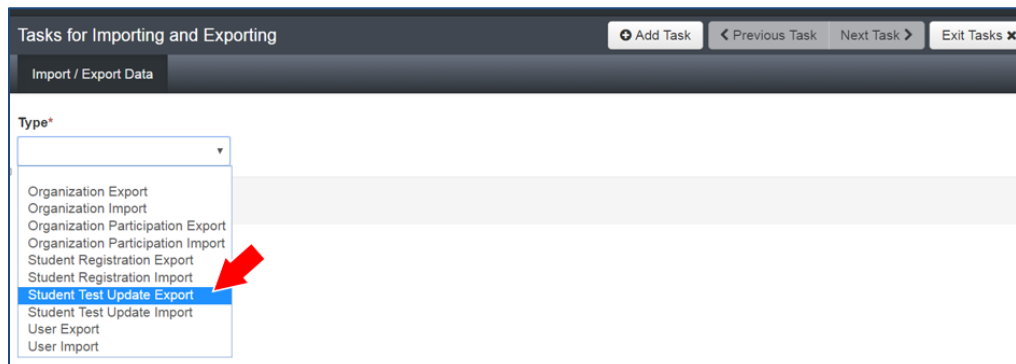 Tasks for Importing and Exporting
Add Task
Previous Task
Next Task
Exit Tasks
Import / Export Data
Type*
Organization Export
Organization Import
Organization Participation Export
Organization Participation Import
Student Registration Export
Student Registration Import
Student Test Update Export
Student Test Update Import
User Export
User Import